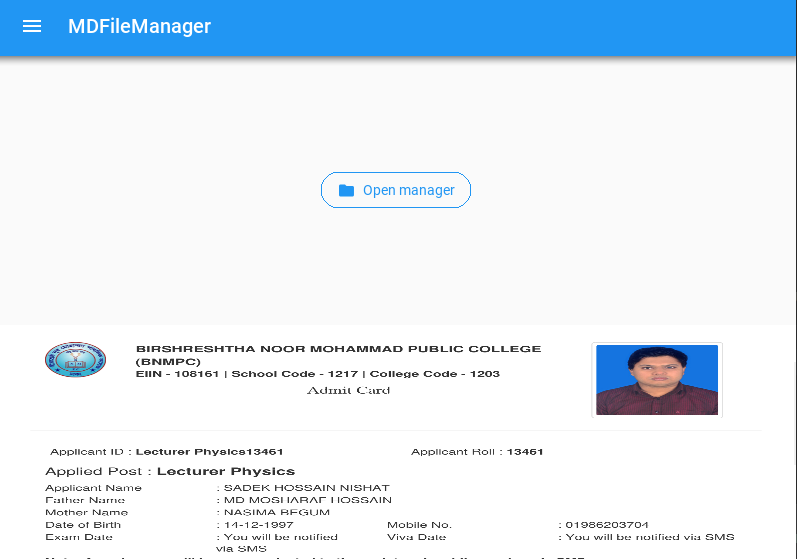 MDFileManager
Open manager
BIRSHRESHTHA NOOR MOHAMMAD PUBLIC COLLEGE
(BNMPC)
EIIN - 108161 | School Code - 1217 | College Code - 1203
Admit Card
Applicant ID : Lecturer Physics13461 Applicant Roll : 13461
Applied Post : Lecturer Physics
Applicant Name : SADEK HOSSAIN NISHAT
Father Name : MD MOSHARAF HOSSAIN
Mother Name : NASIMA BEGUM
Date of Birth : 14-12-1997 Mobile No. : 01986203704
Exam Date : You will be notified Viva Date : You will be notified via SMS
via SMS